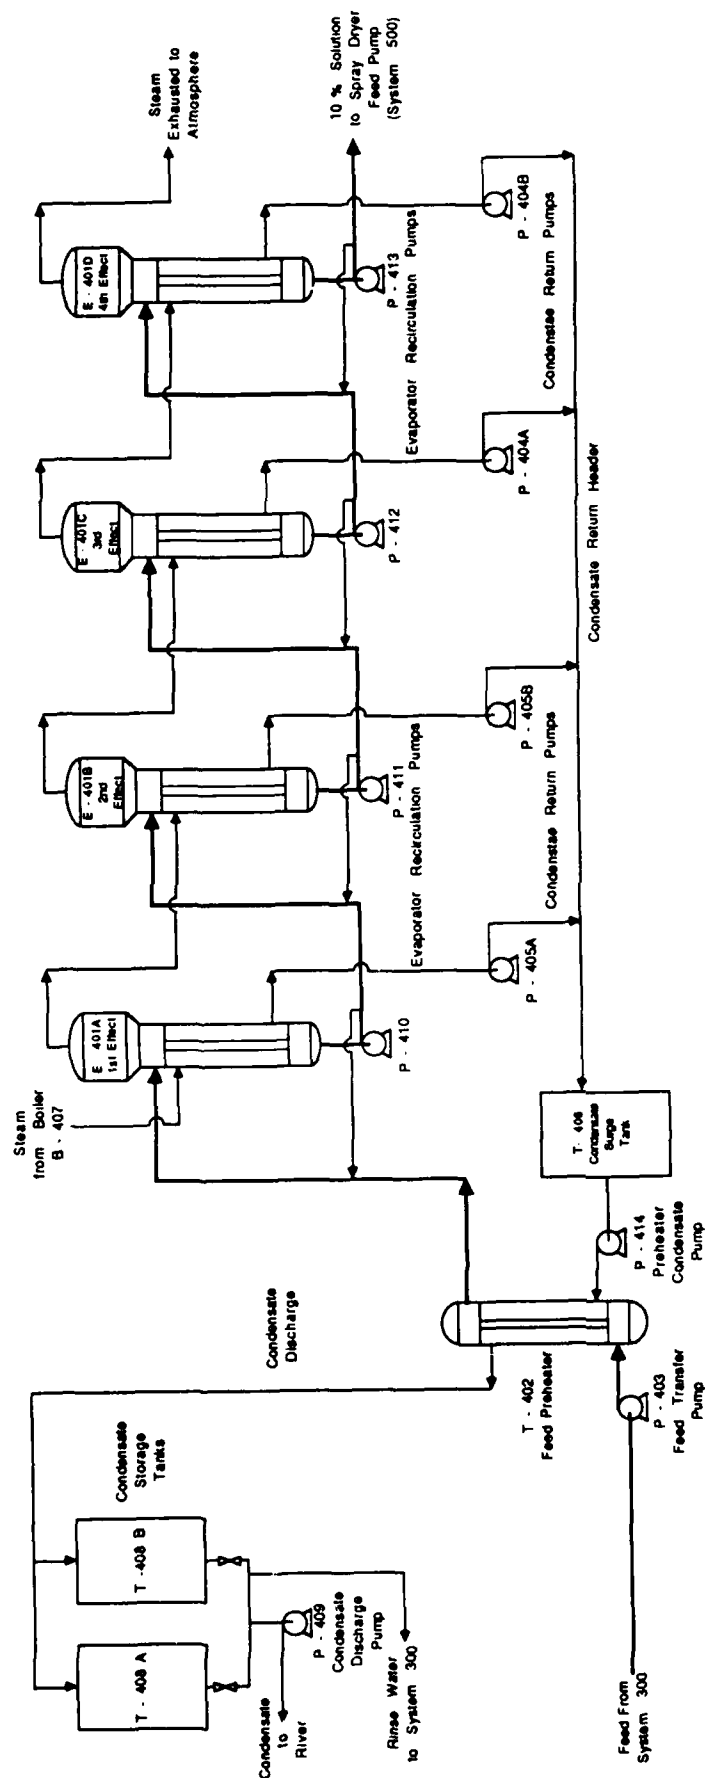 Steam
Exhausted to
Atmosphere
10 % Solution
to Spray Dryer
Feed Pump
(System 500)
E - 401D
4th Effect
P - 413
P - 404B
Evaporator Recirculation Pumps
Condenstae Return Pumps
E - 401C
3rd
Effect
P - 412
P - 404A
Condensate Return Header
E - 401B
2nd
Effect
P - 411
P - 405B
Evaporator Recirculation Pumps
Condenstae Return Pumps
E 401A
1st Effect
P - 410
P - 405A
Steam
from Boiler
B - 407
T- 406
Condensate
Surge
Tank
P - 414
Preheater
Condensate
Pump
Condensate
Discharge
T - 402
Feed Preheater
P - 403
Feed Transfer
Pump
Condensate
Storage
Tanks
T -408 B
T - 408 A
P - 409
Condensate
Discharge
Pump
Condensate
to
River
Rinse Water
to System 300
Feed From
System 300